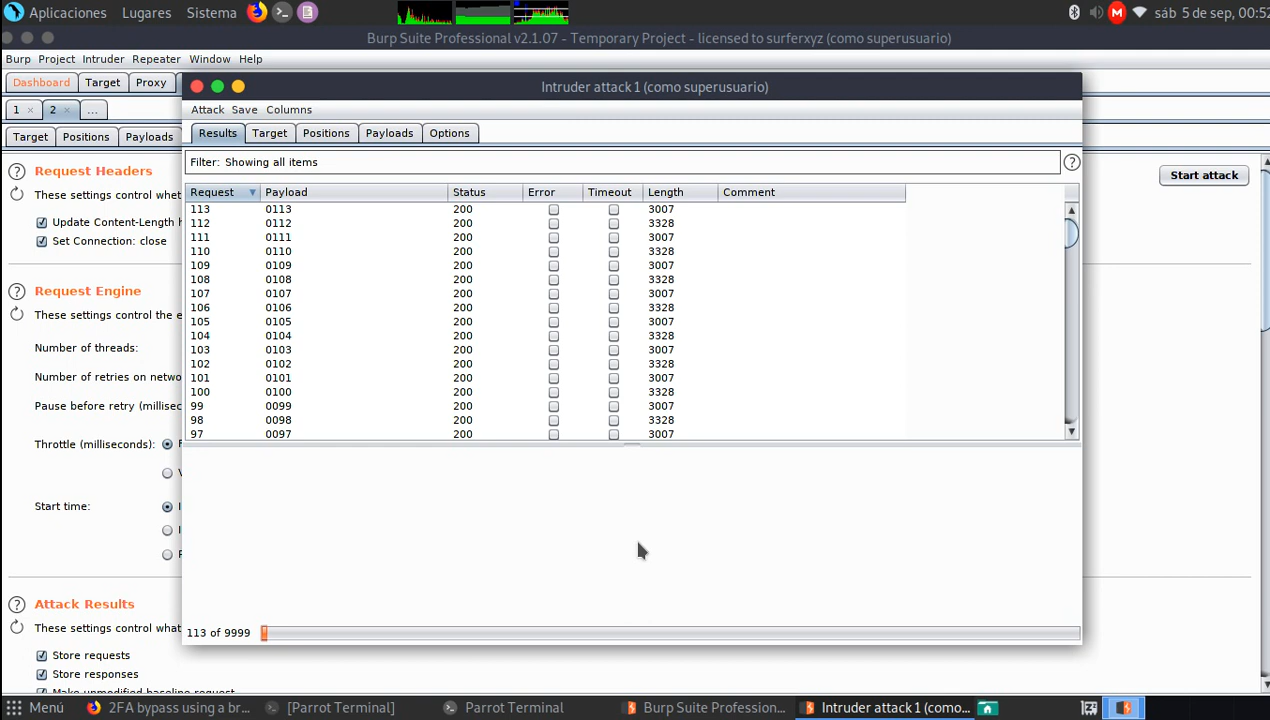 Aplicaciones Lugares Sistema sáb 5 de sep, 00:52
Burp Suite Professional v2.1.07 - Temporary Project - licensed to surferxyz (como superusuario)
Burp Project Intruder Repeater Window Help
Dashboard Target Proxy
Intruder attack 1 (como superusuario)
1 × 2 × ...
Attack Save Columns
Target Positions Payloads
Results Target Positions Payloads Options
Filter: Showing all items ?
? Request Headers
These settings control whet
Start attack
Update Content-Length h
Set Connection: close
? Request Engine
These settings control the e
Number of threads:
Number of retries on netwo
Pause before retry (millisec
Throttle (milliseconds): F
V
Start time: I
I
F
? Attack Results
These settings control what
Store requests
Store responses
Make unmodified baseline request
Request Payload Status Error Timeout Length Comment
113 0113 200 3007
112 0112 200 3328
111 0111 200 3007
110 0110 200 3328
109 0109 200 3007
108 0108 200 3328
107 0107 200 3007
106 0106 200 3328
105 0105 200 3007
104 0104 200 3328
103 0103 200 3007
102 0102 200 3328
101 0101 200 3007
100 0100 200 3328
99 0099 200 3007
98 0098 200 3328
97 0097 200 3007
113 of 9999
Menú 2FA bypass using a br... [Parrot Terminal] Parrot Terminal Burp Suite Profession... Intruder attack 1 (como...